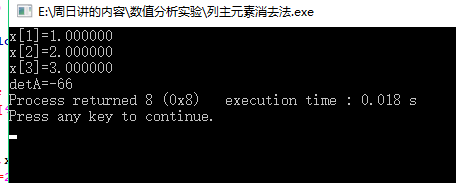 E:\周日讲的内容\数值分析实验\列主元素消去法.exe
x[1]=1.000000
x[2]=2.000000
x[3]=3.000000
detA=-66
Process returned 8 (0x8)   execution time : 0.018 s
Press any key to continue.